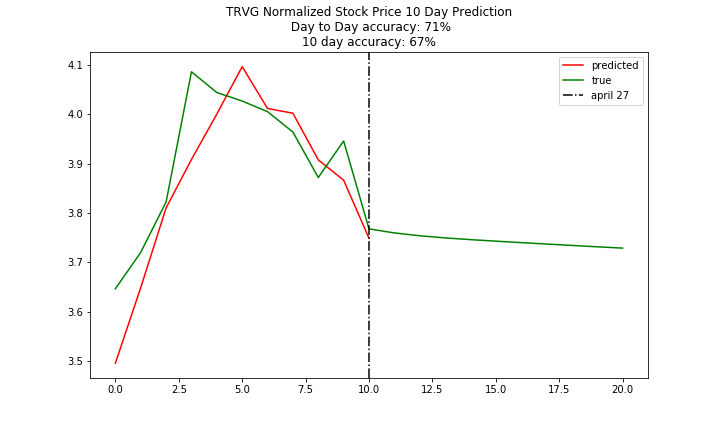 TRVG Normalized Stock Price 10 Day Prediction
Day to Day accuracy: 71%
10 day accuracy: 67%
predicted
true
april 27
4.1
4.0
3.9
3.8
3.7
3.6
3.5
0.0 2.5 5.0 7.5 10.0 12.5 15.0 17.5 20.0